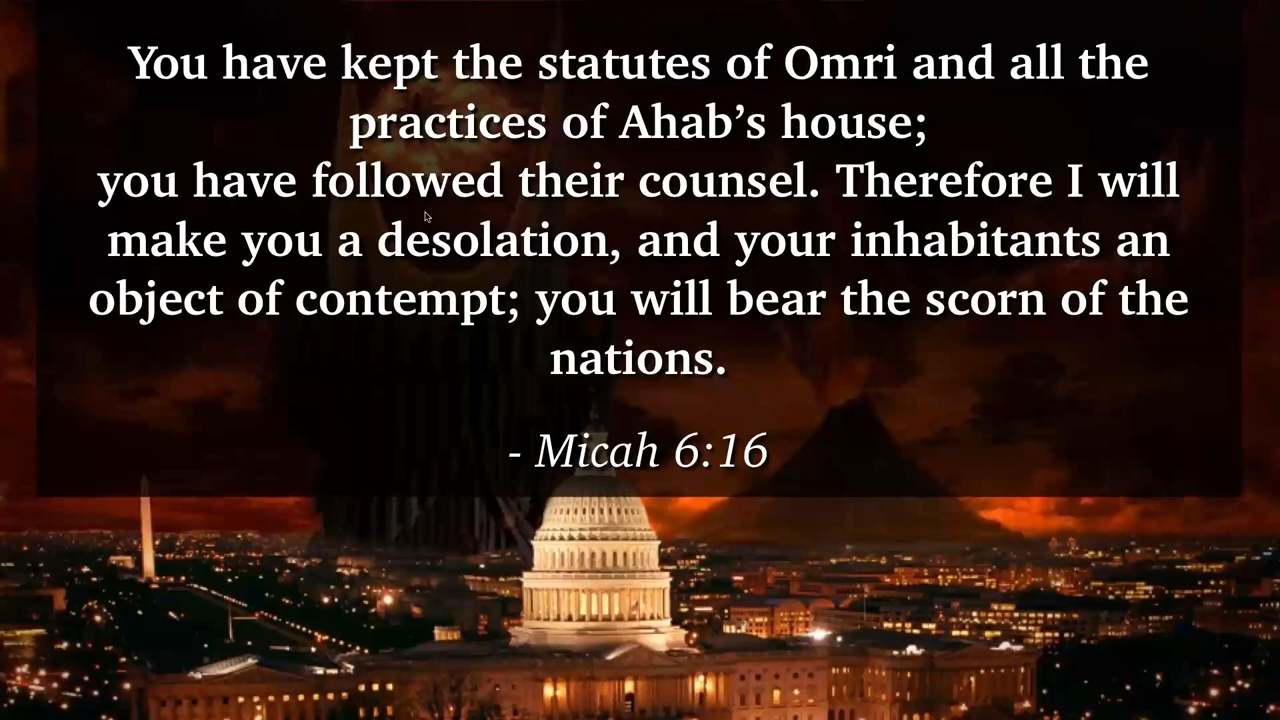 You have kept the statutes of Omri and all the
practices of Ahab’s house;
you have followed their counsel. Therefore I will
make you a desolation, and your inhabitants an
object of contempt; you will bear the scorn of the
nations.
- Micah 6:16